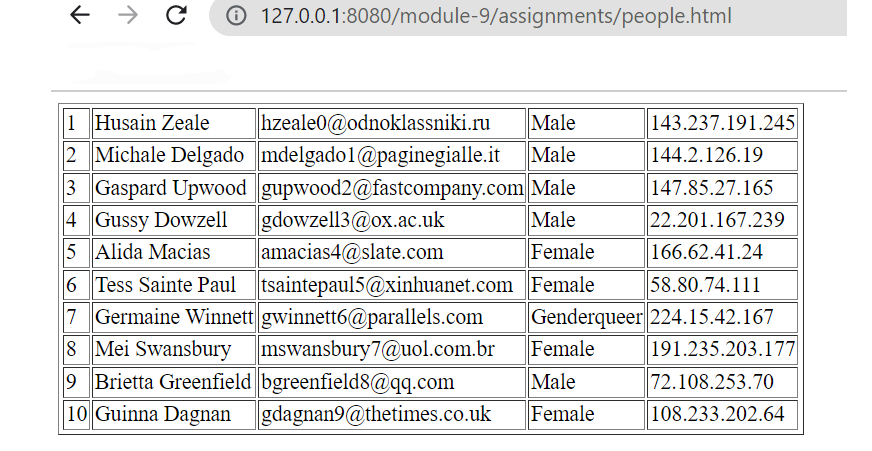 127.0.0.1:8080/module-9/assignments/people.html
1 Husain Zeale hzeale0@odnoklassniki.ru Male 143.237.191.245
2 Michale Delgado mdelgado1@paginegialle.it Male 144.2.126.19
3 Gaspard Upwood gupwood2@fastcompany.com Male 147.85.27.165
4 Gussy Dowzell gdowzell3@ox.ac.uk Male 22.201.167.239
5 Alida Macias amacias4@slate.com Female 166.62.41.24
6 Tess Sainte Paul tsaintepaul5@xinhuanet.com Female 58.80.74.111
7 Germaine Winnett gwinnett6@parallels.com Genderqueer 224.15.42.167
8 Mei Swansbury mswansbury7@uol.com.br Female 191.235.203.177
9 Brietta Greenfield bgreenfield8@qq.com Male 72.108.253.70
10 Guinna Dagnan gdagnan9@thetimes.co.uk Female 108.233.202.64